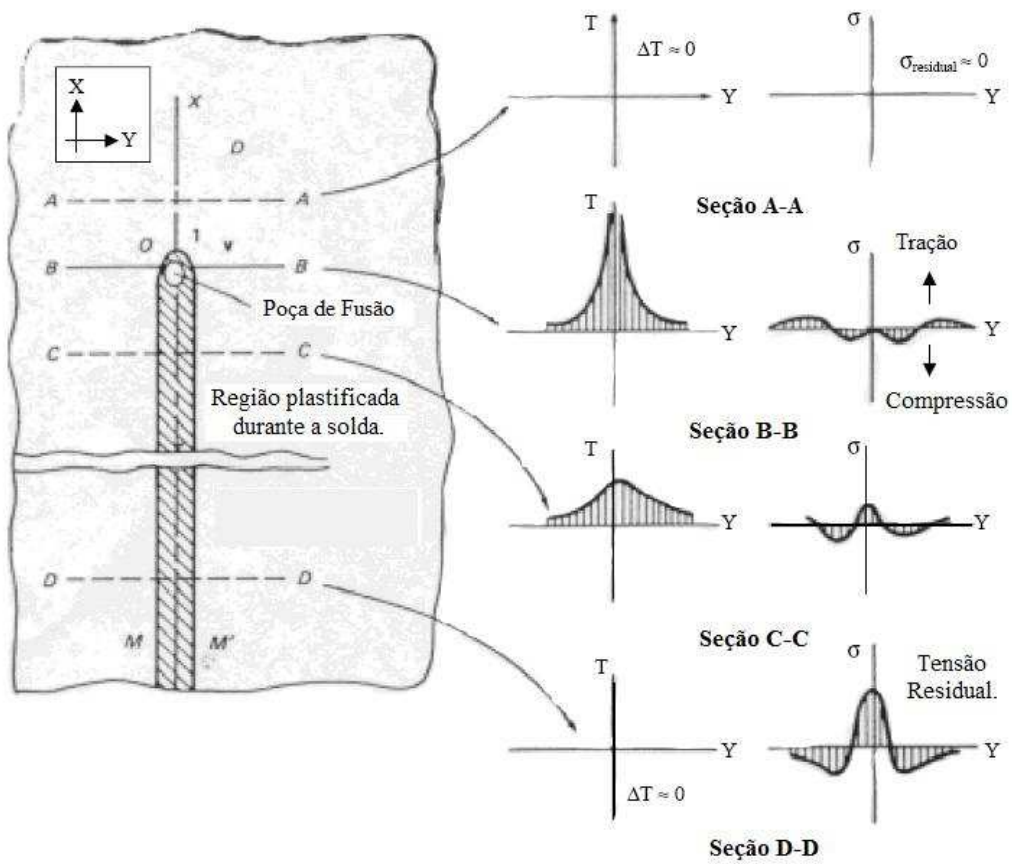 X
Y
X
D
A
A
O
1
v
B
B
Poça de Fusão
C
C
Região plastificada
durante a solda.
D
D
M
M'
T
ΔT ≈ 0
Y
σ
σresidual ≈ 0
Y
Seção A-A
T
Y
σ
Tração
Y
Compressão
Seção B-B
T
Y
σ
Y
Seção C-C
T
Y
ΔT ≈ 0
σ
Tensão
Residual.
Y
Seção D-D